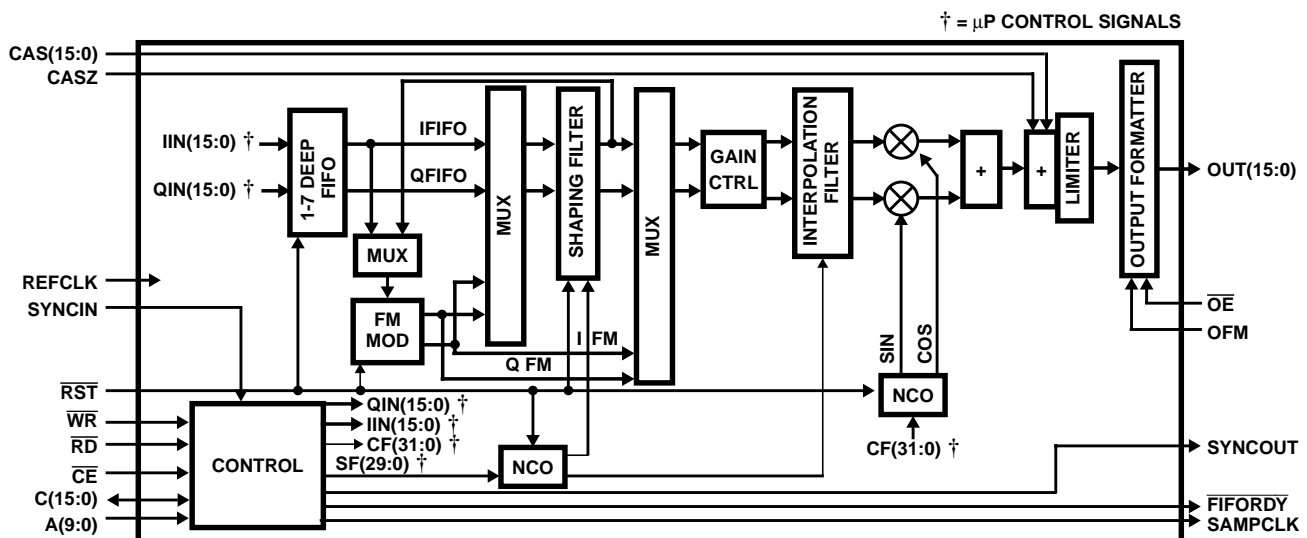 † = μP CONTROL SIGNALS
CAS(15:0)
CASZ
IIN(15:0) †
QIN(15:0) †
1-7 DEEP
FIFO
IFIFO
QFIFO
MUX
FM
MOD
MUX
SHAPING FILTER
I FM
Q FM
MUX
GAIN
CTRL
INTERPOLATION
FILTER
SIN
COS
+
+
LIMITER
OUTPUT FORMATTER
OUT(15:0)
REFCLK
SYNCIN
OE
OFM
RST
WR
RD
CE
C(15:0)
A(9:0)
CONTROL
QIN(15:0) †
IIN(15:0) †
CF(31:0) †
SF(29:0) †
NCO
NCO
CF(31:0) †
SYNCOUT
FIFORDY
SAMPCLK